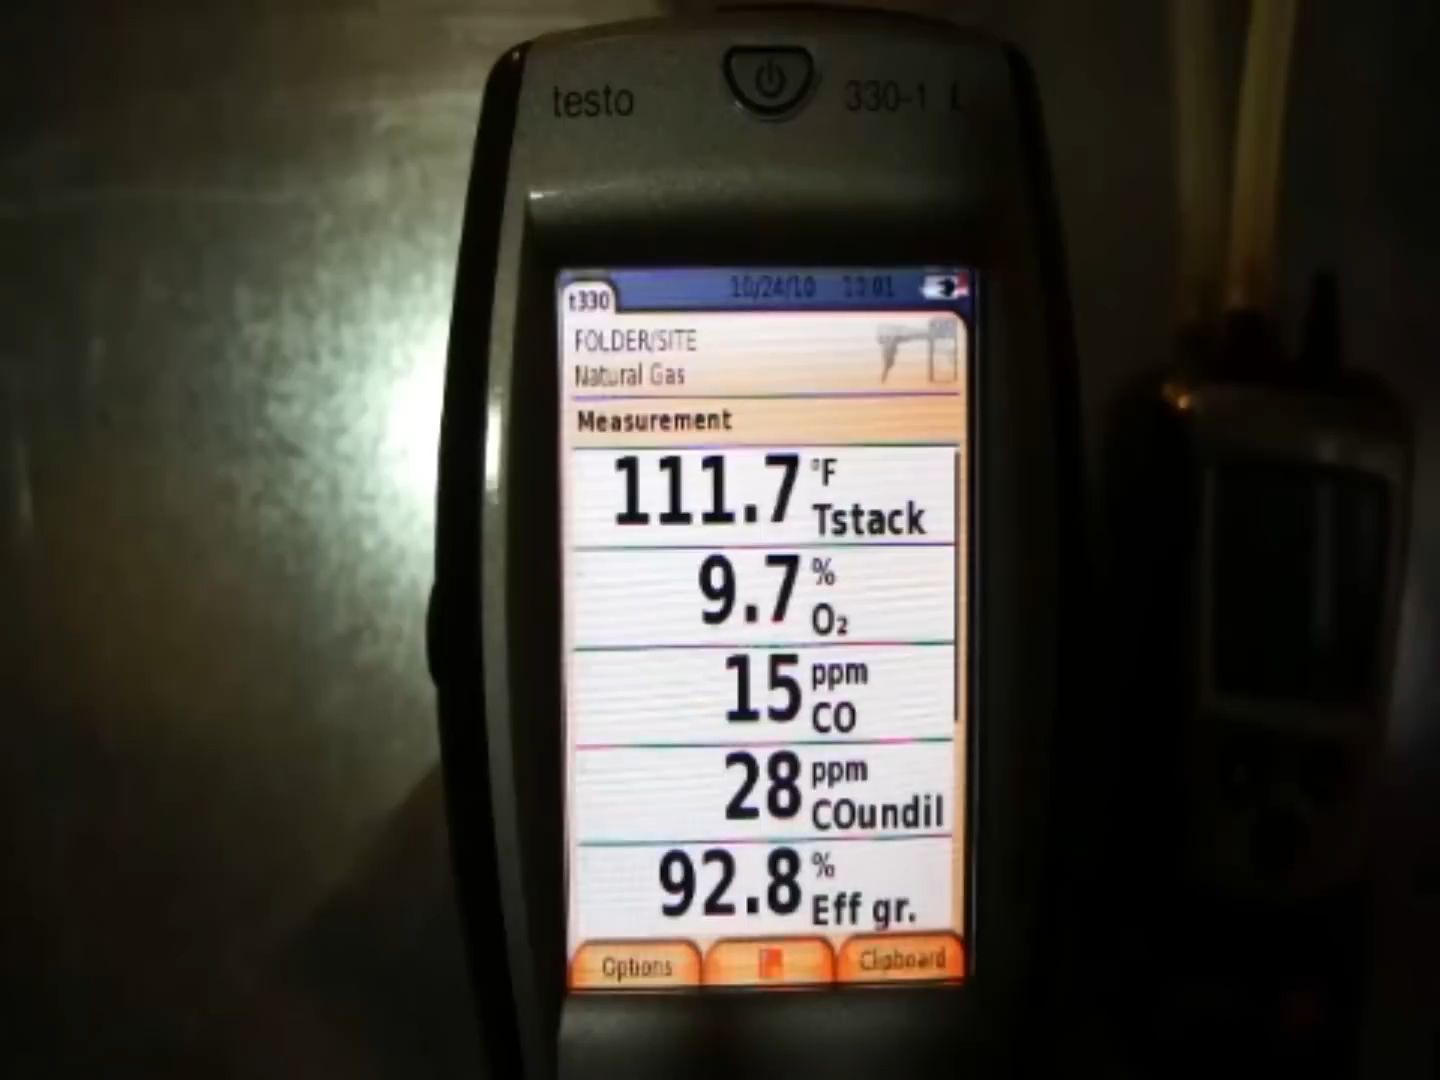 testo 330-1 L
10/24/10 13:01
t330
FOLDER/SITE
Natural Gas
Measurement
111.7 °F Tstack
9.7 % O₂
15 ppm CO
28 ppm COundil
92.8 % Eff gr.
Options Clipboard